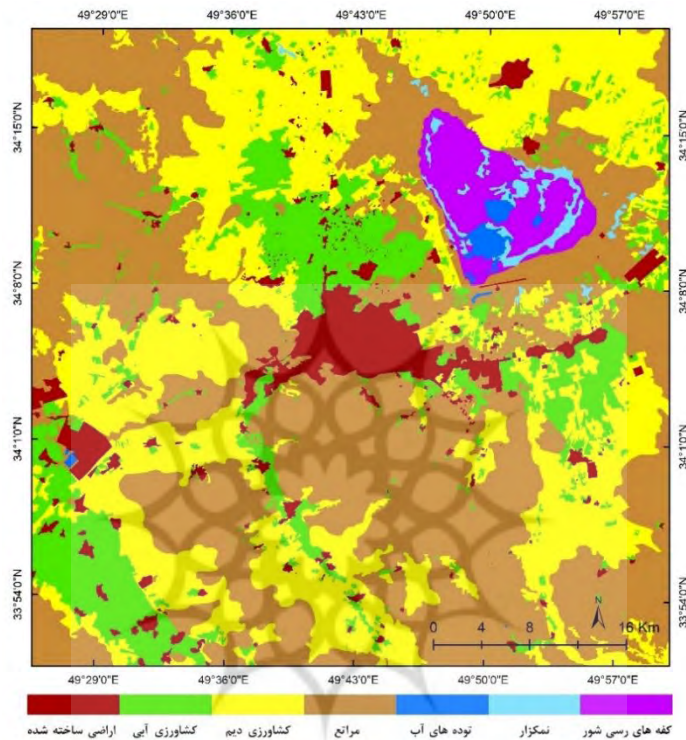 49°29'0"E 49°36'0"E 49°43'0"E 49°50'0"E 49°57'0"E
34°15'0"N 34°15'0"N
34°8'0"N 34°8'0"N
34°1'0"N 34°1'0"N
33°54'0"N 33°54'0"N
N
0 4 8 16 Km
49°29'0"E 49°36'0"E 49°43'0"E 49°50'0"E 49°57'0"E
کفه های رسی شور نمکزار توده های آب مراتع کشاورزی دیم کشاورزی آبی اراضی ساخته شده